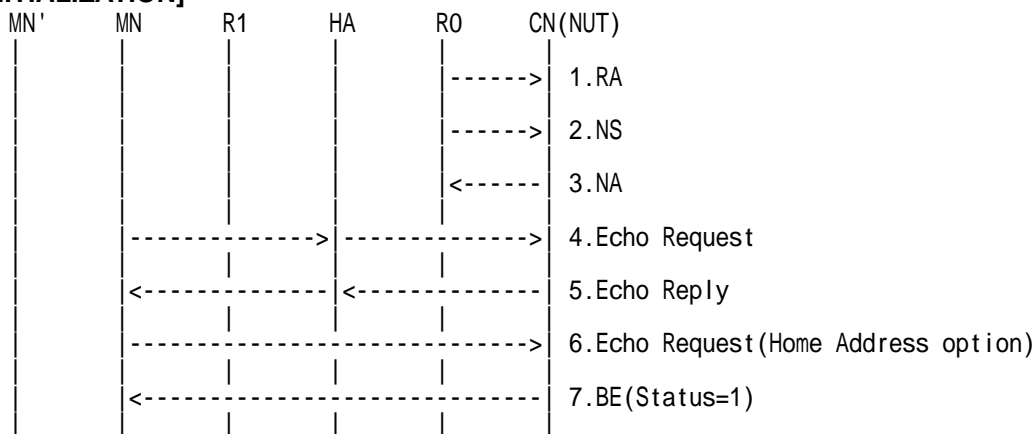 MN' MN R1 HA R0 CN(NUT)
1.RA
2.NS
3.NA
4.Echo Request
5.Echo Reply
6.Echo Request(Home Address option)
7.BE(Status=1)